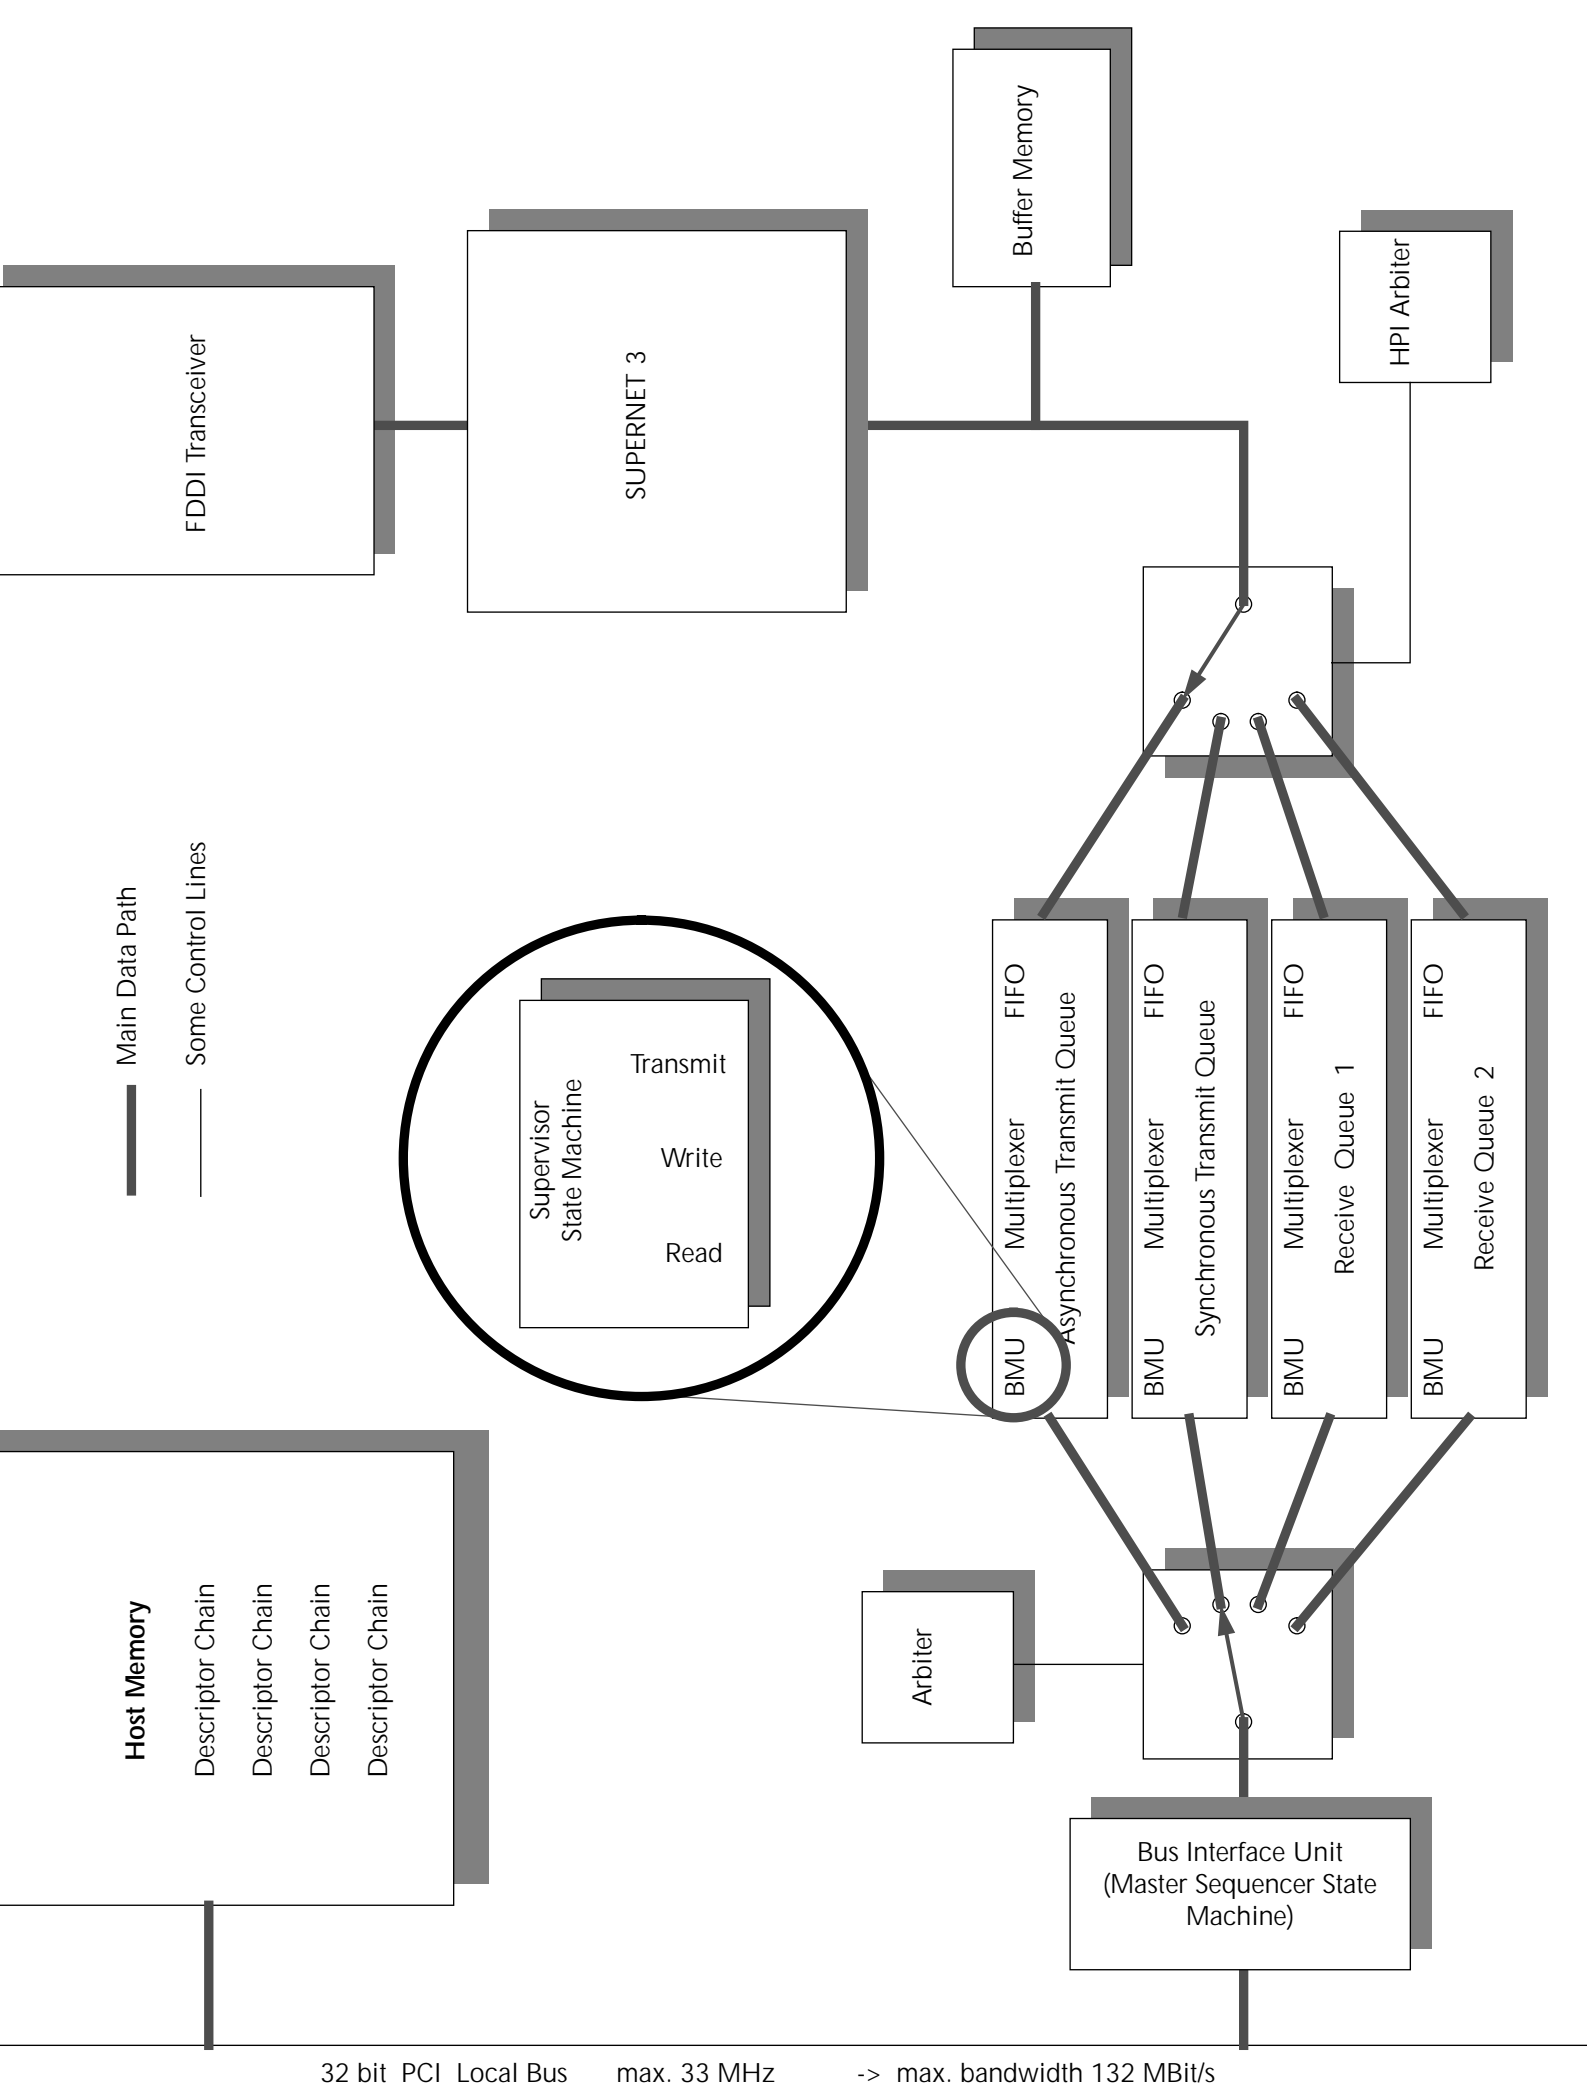 Buffer Memory
HPI Arbiter
FDDI Transceiver
SUPERNET 3
Main Data Path
Some Control Lines
Supervisor
State Machine
Transmit
Write
Read
FIFO
Multiplexer
BMU
Asynchronous Transmit Queue
FIFO
Multiplexer
BMU
Synchronous Transmit Queue
FIFO
Multiplexer
BMU
Receive Queue 1
FIFO
Multiplexer
BMU
Receive Queue 2
Host Memory
Descriptor Chain
Descriptor Chain
Descriptor Chain
Descriptor Chain
Arbiter
Bus Interface Unit
(Master Sequencer State
Machine)
32 bit PCI Local Bus max. 33 MHz -> max. bandwidth 132 MBit/s